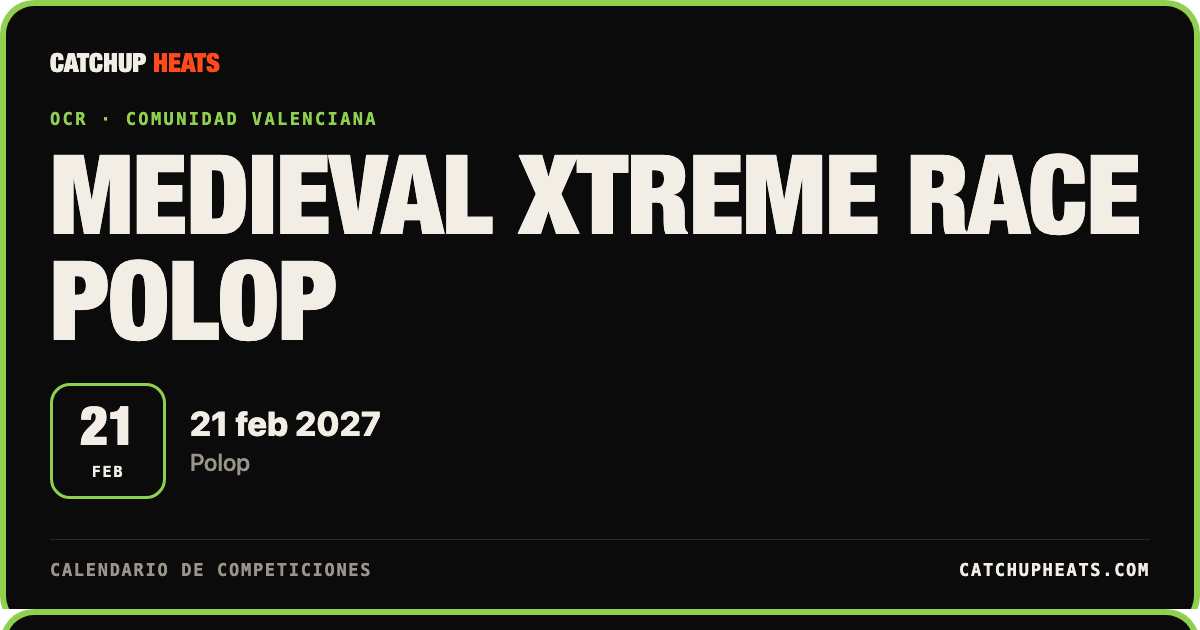 CATCHUP HEATS
OCR · COMUNIDAD VALENCIANA
MEDIEVAL XTREME RACE
POLOP
21
FEB
21 feb 2027
Polop
CALENDARIO DE COMPETICIONES
CATCHUPHEATS.COM